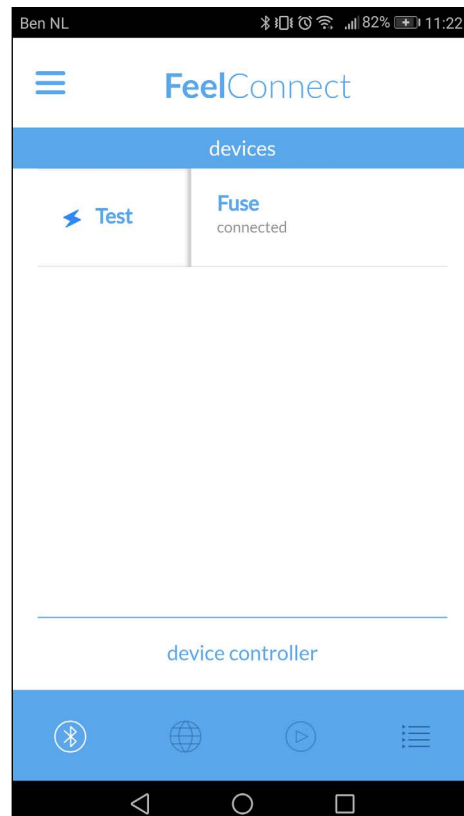 Ben NL 82% 11:22
FeelConnect
devices
Test
Fuse
connected
device controller